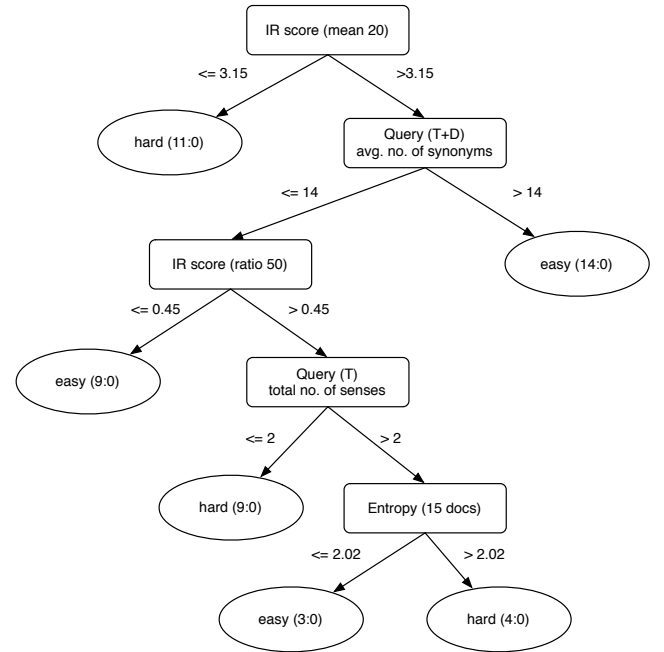 IR score (mean 20)
<= 3.15
>3.15
hard (11:0)
Query (T+D)
avg. no. of synonyms
<= 14
> 14
IR score (ratio 50)
easy (14:0)
<= 0.45
> 0.45
easy (9:0)
Query (T)
total no. of senses
<= 2
> 2
hard (9:0)
Entropy (15 docs)
<= 2.02
> 2.02
easy (3:0)
hard (4:0)